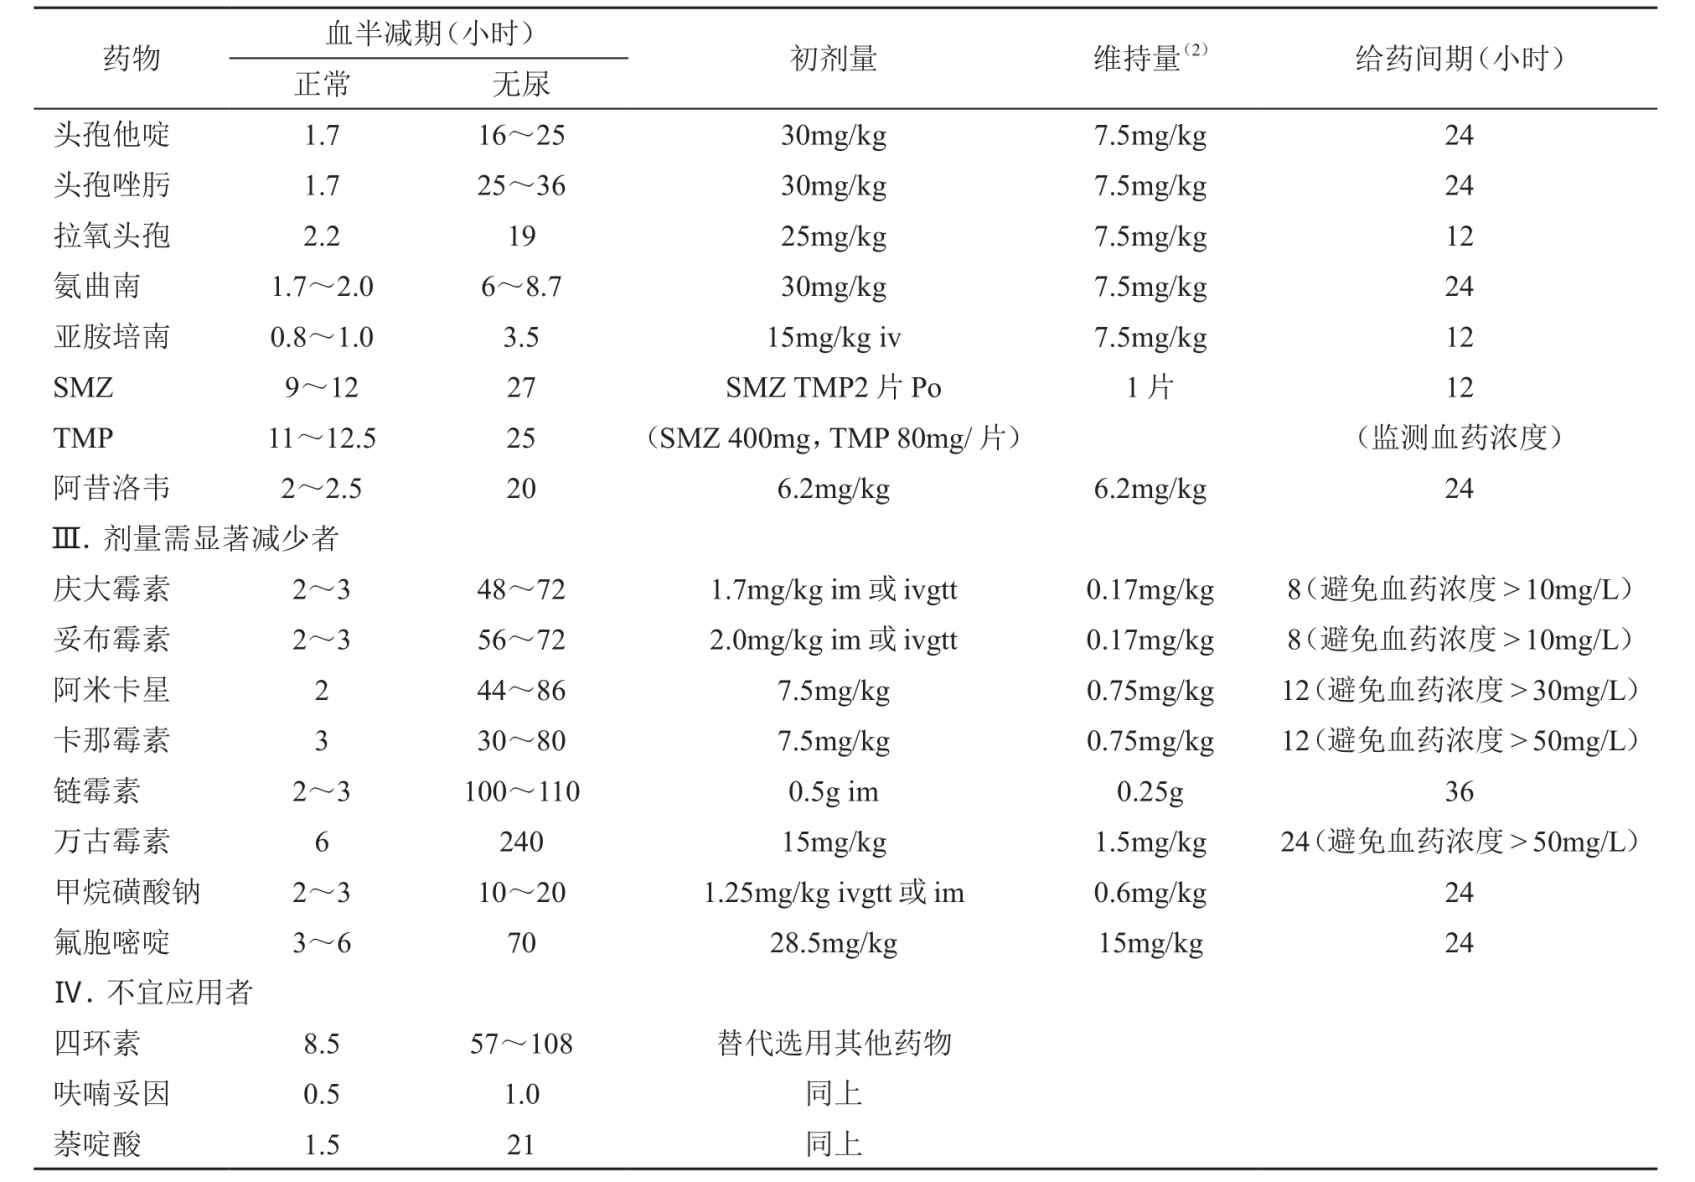 药物 血半减期(小时) 初剂量 维持量(2) 给药间期(小时)
正常 无尿
头孢他啶 1.7 16～25 30mg/kg 7.5mg/kg 24
头孢唑肟 1.7 25～36 30mg/kg 7.5mg/kg 24
拉氧头孢 2.2 19 25mg/kg 7.5mg/kg 12
氨曲南 1.7～2.0 6～8.7 30mg/kg 7.5mg/kg 24
亚胺培南 0.8～1.0 3.5 15mg/kg iv 7.5mg/kg 12
SMZ 9～12 27 SMZ TMP2 片 Po 1 片 12
TMP 11～12.5 25 (SMZ 400mg, TMP 80mg/ 片) (监测血药浓度)
阿昔洛韦 2～2.5 20 6.2mg/kg 6.2mg/kg 24
Ⅲ. 剂量需显著减少者
庆大霉素 2～3 48～72 1.7mg/kg im 或 ivgtt 0.17mg/kg 8(避免血药浓度 > 10mg/L)
妥布霉素 2～3 56～72 2.0mg/kg im 或 ivgtt 0.17mg/kg 8(避免血药浓度 > 10mg/L)
阿米卡星 2 44～86 7.5mg/kg 0.75mg/kg 12(避免血药浓度 > 30mg/L)
卡那霉素 3 30～80 7.5mg/kg 0.75mg/kg 12(避免血药浓度 > 50mg/L)
链霉素 2～3 100～110 0.5g im 0.25g 36
万古霉素 6 240 15mg/kg 1.5mg/kg 24(避免血药浓度 > 50mg/L)
甲烷磺酸钠 2～3 10～20 1.25mg/kg ivgtt 或 im 0.6mg/kg 24
氟胞嘧啶 3～6 70 28.5mg/kg 15mg/kg 24
Ⅳ. 不宜应用者
四环素 8.5 57～108 替代选用其他药物
呋喃妥因 0.5 1.0 同上
萘啶酸 1.5 21 同上